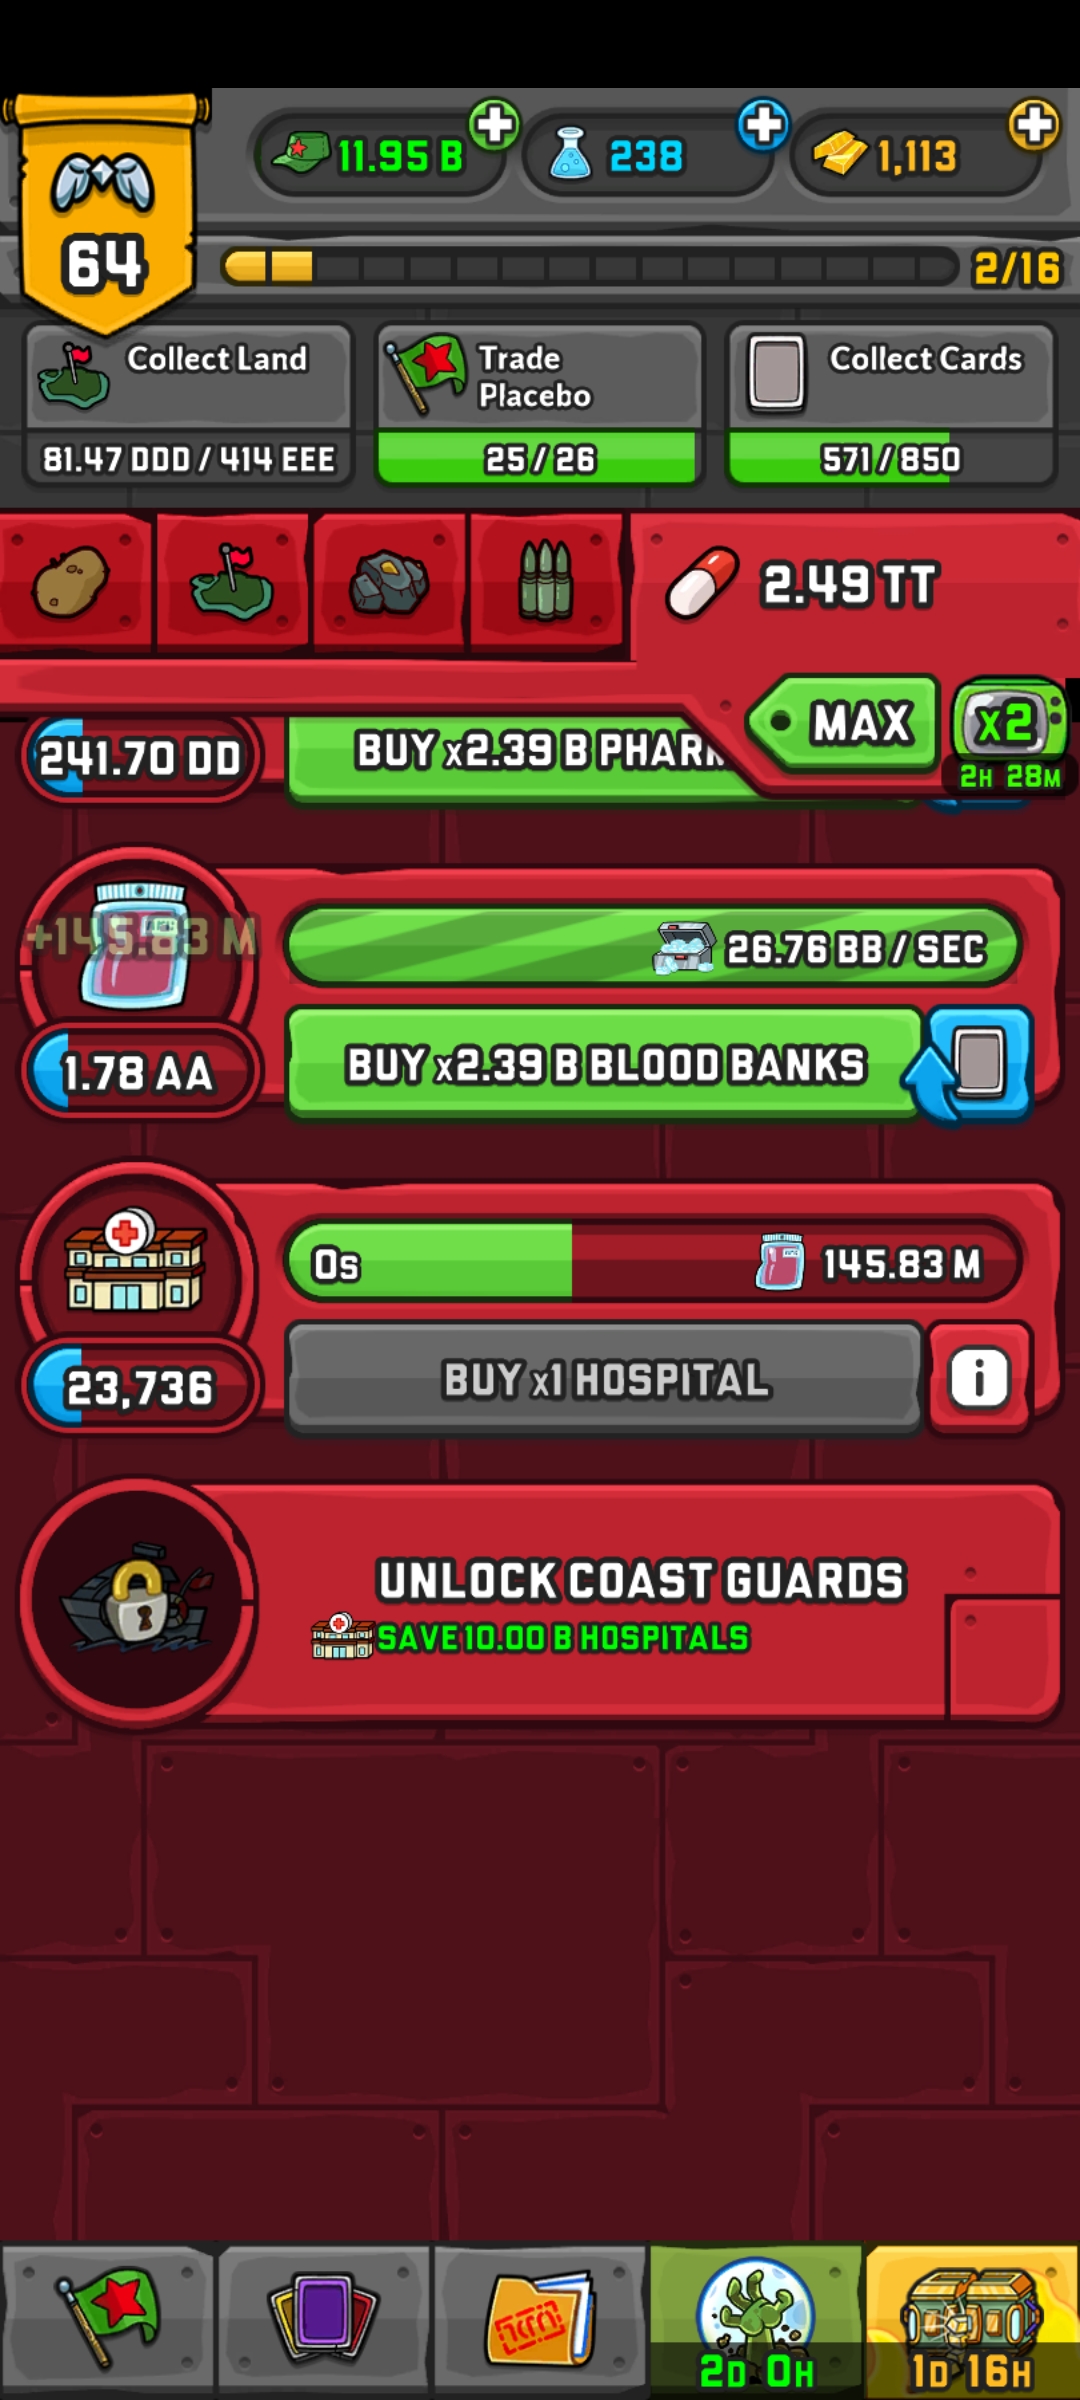 11.95 B
238
1,113
64
2/16
Collect Land
81.47 DDD / 414 EEE
Trade
Placebo
25 / 26
Collect Cards
571 / 850
2.49 TT
MAX
x2
2H 28M
241.70 DD
BUY x2.39 B
+145.83 M
26.76 BB / SEC
1.78 AA
BUY x2.39 B BLOOD BANKS
0s
145.83 M
23,736
BUY x1 HOSPITAL
i
UNLOCK COAST GUARDS
SAVE 10.00 B HOSPITALS
2D 0H
1D 16H